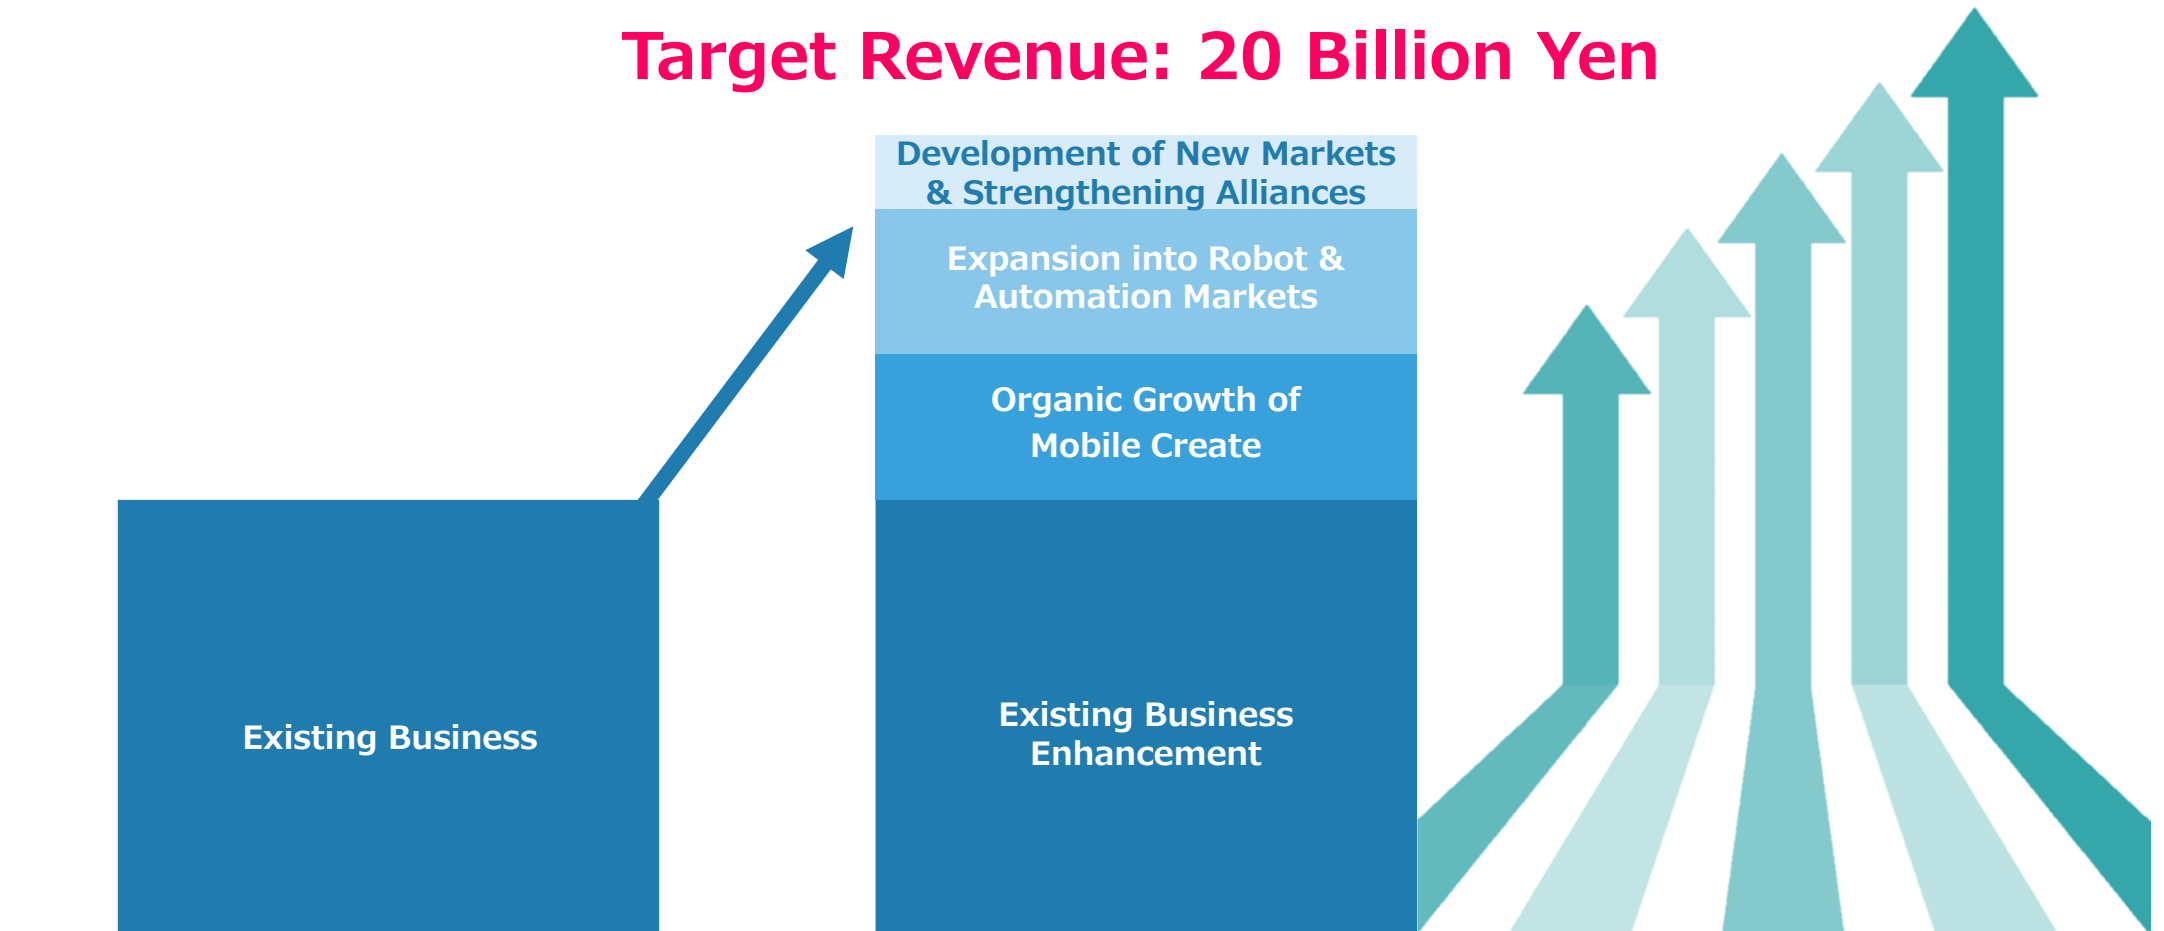 Target Revenue: 20 Billion Yen
Development of New Markets
& Strengthening Alliances
Expansion into Robot &
Automation Markets
Organic Growth of
Mobile Create
Existing Business
Enhancement
Existing Business